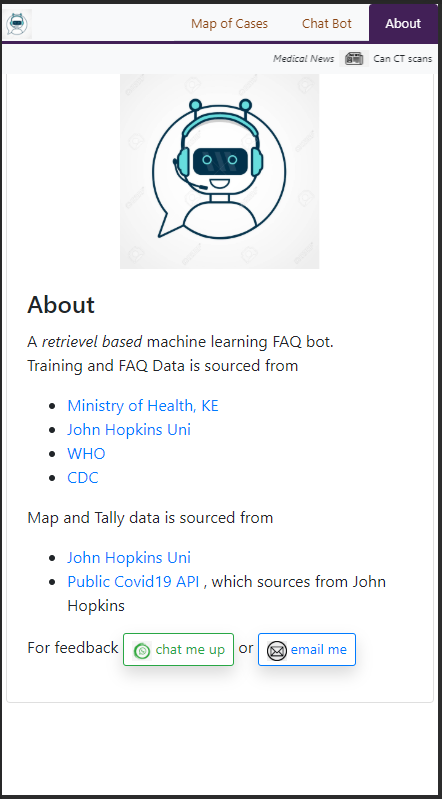 Map of Cases Chat Bot About
Medical News Can CT scans
About
A retrievel based machine learning FAQ bot.
Training and FAQ Data is sourced from
Ministry of Health, KE
John Hopkins Uni
WHO
CDC
Map and Tally data is sourced from
John Hopkins Uni
Public Covid19 API , which sources from John
Hopkins
For feedback chat me up or email me